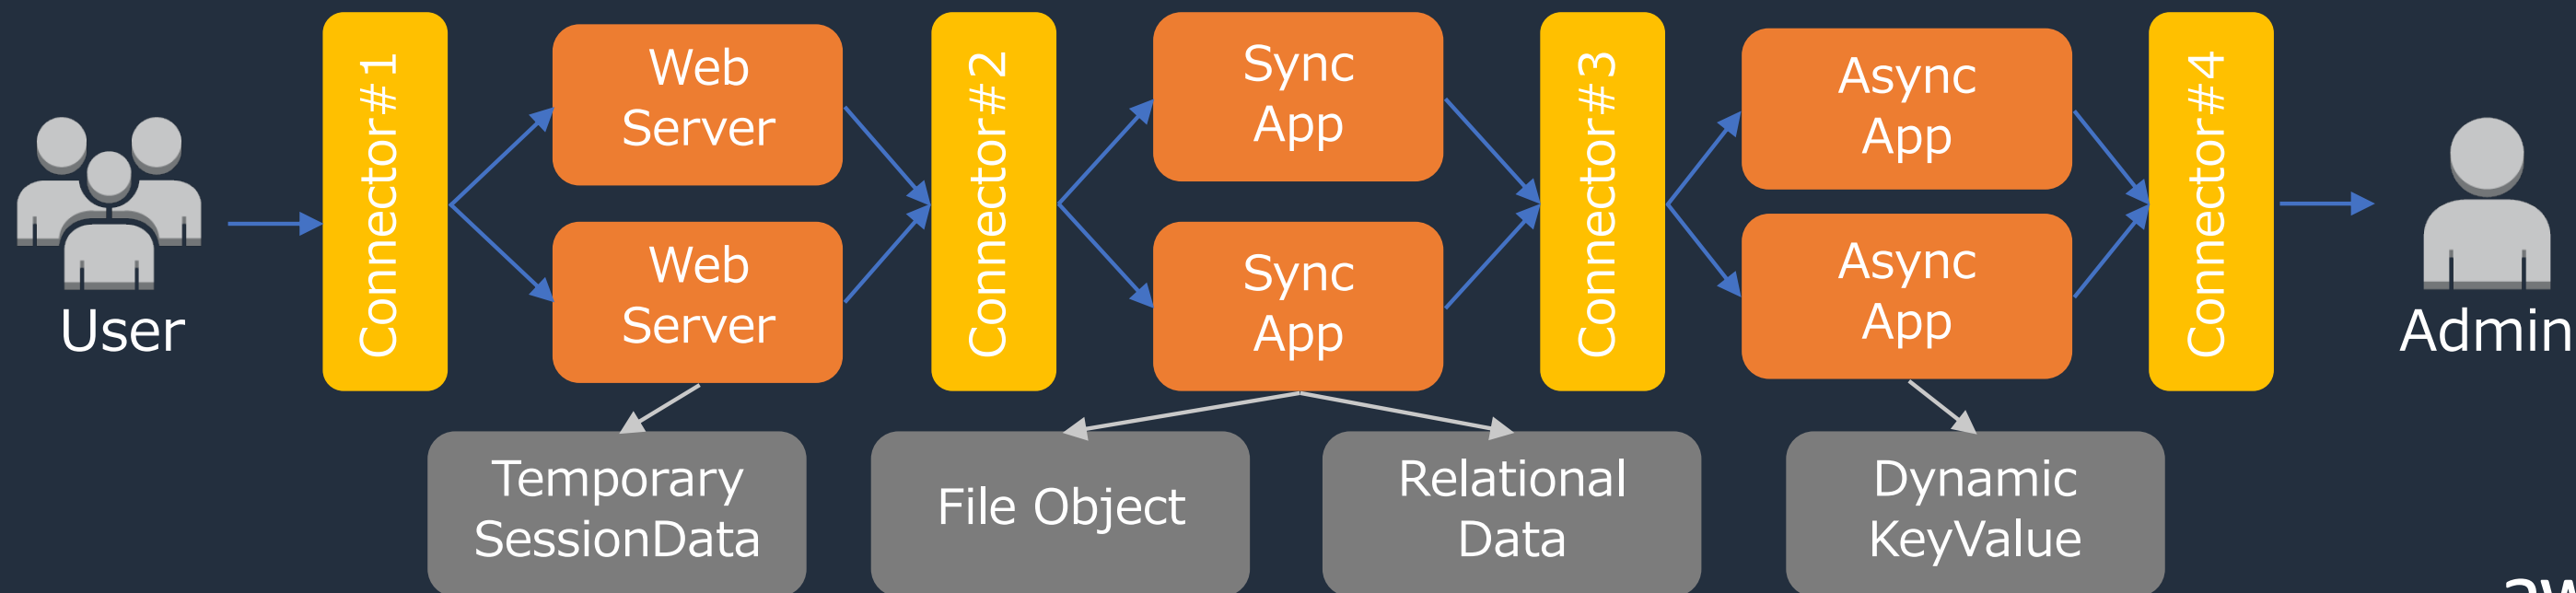 User
Connector#1
Web
Server
Web
Server
Connector#2
Sync
App
Sync
App
Connector#3
Async
App
Async
App
Connector#4
Admin
Temporary
SessionData
File Object
Relational
Data
Dynamic
KeyValue